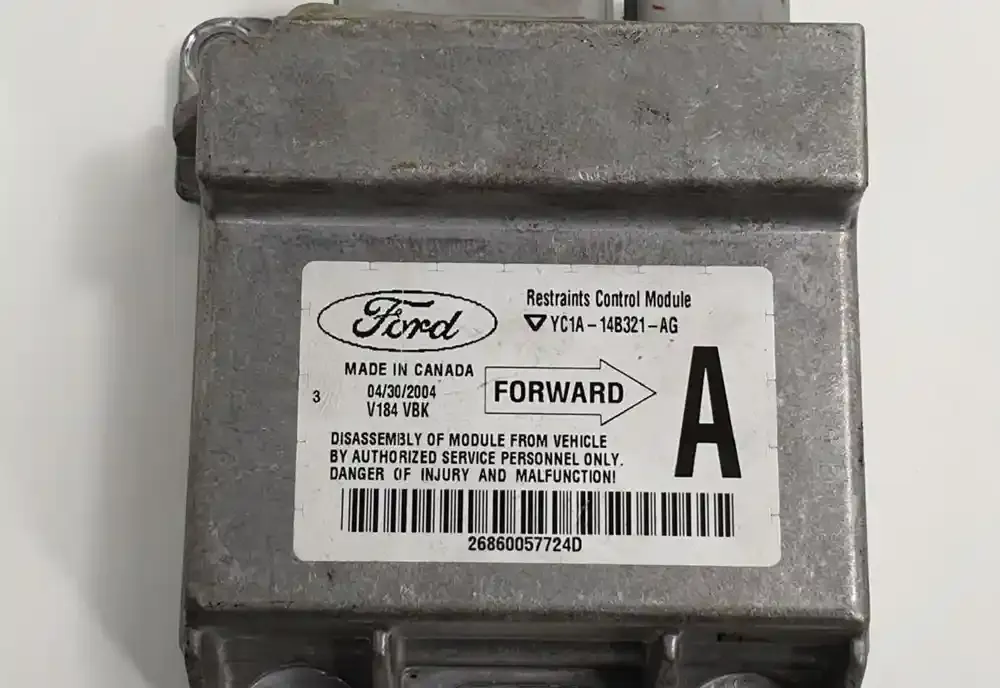 Ford
Restraints Control Module
YC1A-14B321-AG
MADE IN CANADA
3
04/30/2004
V184 VBK
FORWARD
A
DISASSEMBLY OF MODULE FROM VEHICLE
BY AUTHORIZED SERVICE PERSONNEL ONLY.
DANGER OF INJURY AND MALFUNCTION!
26860057724D